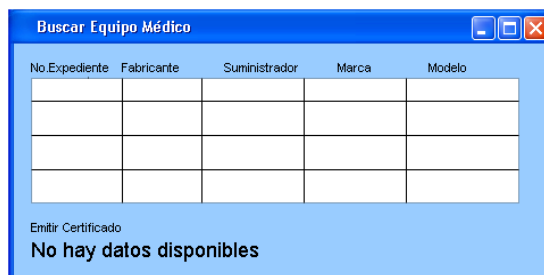 Buscar Equipo Médico
No.Expediente Fabricante Suministrador Marca Modelo
Emitir Certificado
No hay datos disponibles